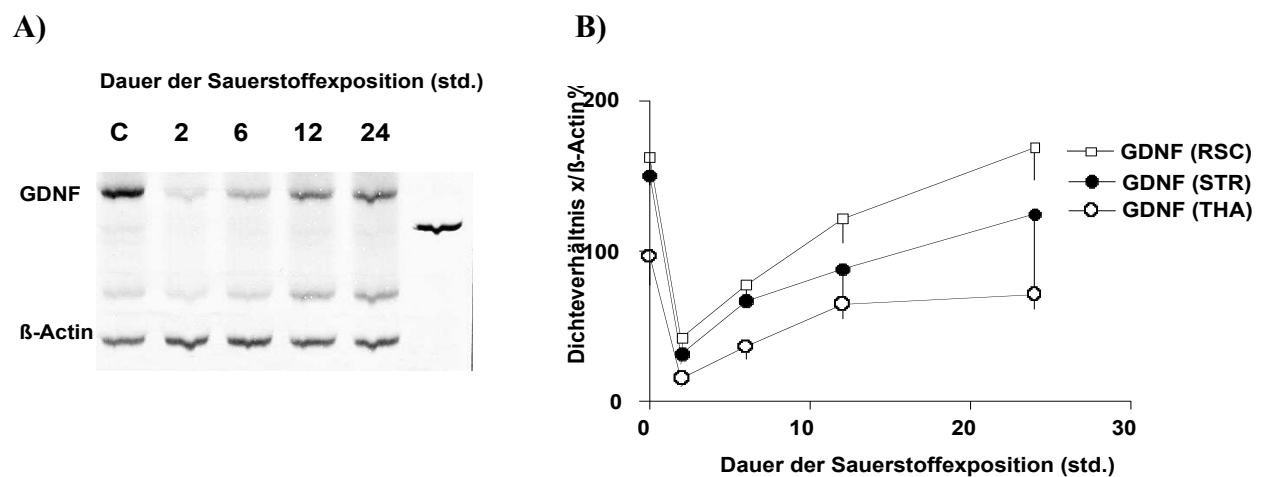 A)
Dauer der Sauerstoffexposition (std.)
C 2 6 12 24
GDNF
ß-Actin
B)
Dichteverhältnis x/ß-Actin%
200
100
0
0 10 20 30
Dauer der Sauerstoffexposition (std.)
GDNF (RSC)
GDNF (STR)
GDNF (THA)